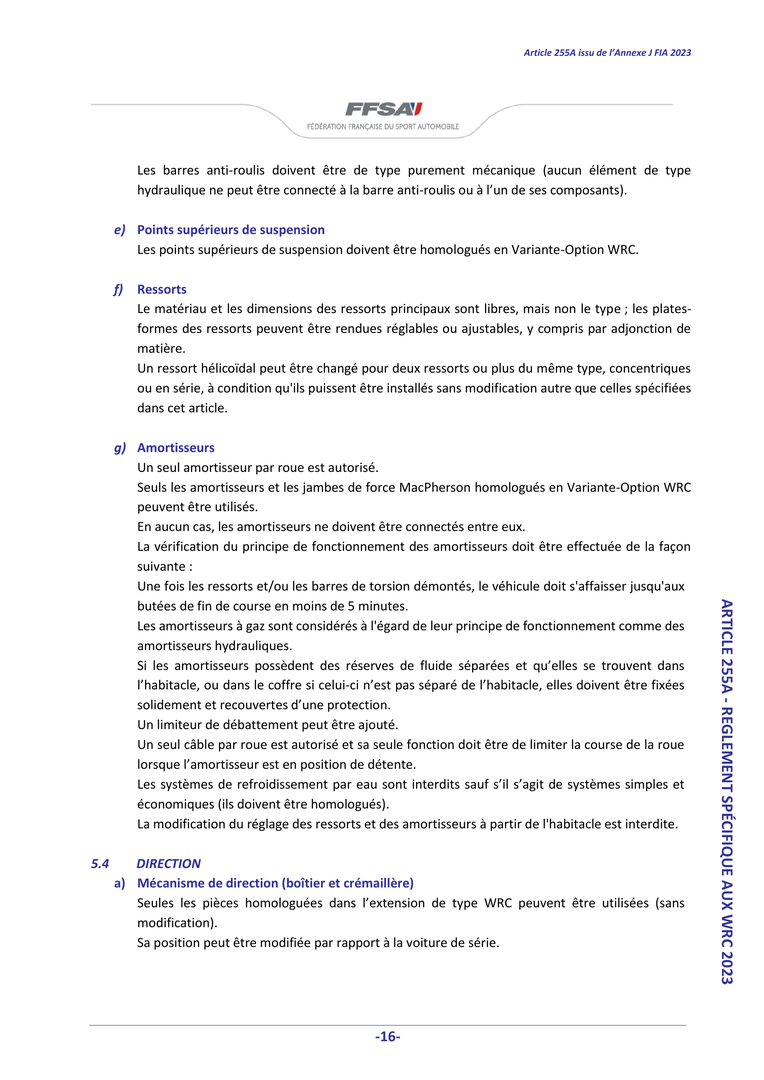 Article 255A issu de l'Annexe J FIA 2023
FFSA
FÉDÉRATION FRANÇAISE DU SPORT AUTOMOBILE
Les barres anti-roulis doivent être de type purement mécanique (aucun élément de type
hydraulique ne peut être connecté à la barre anti-roulis ou à l'un de ses composants).
e) Points supérieurs de suspension
Les points supérieurs de suspension doivent être homologués en Variante-Option WRC.
f) Ressorts
Le matériau et les dimensions des ressorts principaux sont libres, mais non le type ; les plates-
formes des ressorts peuvent être rendues réglables ou ajustables, y compris par adjonction de
matière.
Un ressort hélicoïdal peut être changé pour deux ressorts ou plus du même type, concentriques
ou en série, à condition qu'ils puissent être installés sans modification autre que celles spécifiées
dans cet article.
g) Amortisseurs
Un seul amortisseur par roue est autorisé.
Seuls les amortisseurs et les jambes de force MacPherson homologués en Variante-Option WRC
peuvent être utilisés.
En aucun cas, les amortisseurs ne doivent être connectés entre eux.
La vérification du principe de fonctionnement des amortisseurs doit être effectuée de la façon
suivante :
Une fois les ressorts et/ou les barres de torsion démontés, le véhicule doit s'affaisser jusqu'aux
butées de fin de course en moins de 5 minutes.
Les amortisseurs à gaz sont considérés à l'égard de leur principe de fonctionnement comme des
amortisseurs hydrauliques.
Si les amortisseurs possèdent des réserves de fluide séparées et qu'elles se trouvent dans
l'habitacle, ou dans le coffre si celui-ci n'est pas séparé de l'habitacle, elles doivent être fixées
solidement et recouvertes d'une protection.
Un limiteur de débattement peut être ajouté.
Un seul câble par roue est autorisé et sa seule fonction doit être de limiter la course de la roue
lorsque l'amortisseur est en position de détente.
Les systèmes de refroidissement par eau sont interdits sauf s'il s'agit de systèmes simples et
économiques (ils doivent être homologués).
La modification du réglage des ressorts et des amortisseurs à partir de l'habitacle est interdite.
5.4 DIRECTION
a) Mécanisme de direction (boîtier et crémaillère)
Seules les pièces homologuées dans l'extension de type WRC peuvent être utilisées (sans
modification).
Sa position peut être modifiée par rapport à la voiture de série.
ARTICLE 255A - REGLEMENT SPÉCIFIQUE AUX WRC 2023
-16-